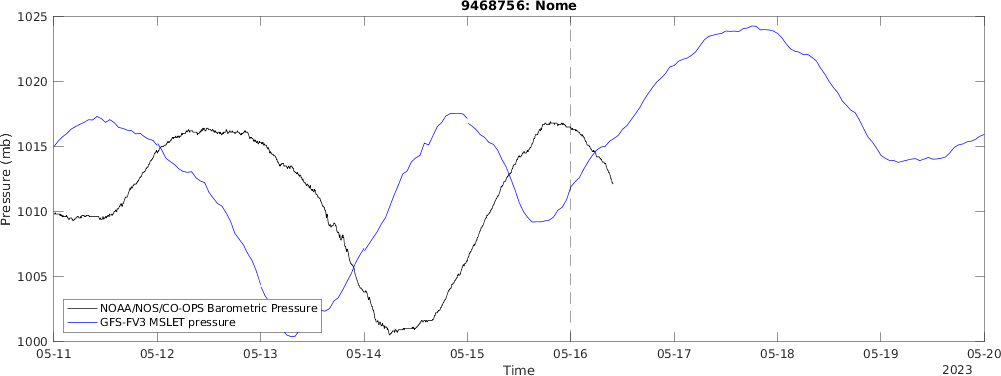 9468756: Nome
1025
1020
1015
1010
1005
1000
Pressure (mb)
NOAA/NOS/CO-OPS Barometric Pressure
GFS-FV3 MSLET pressure
05-11 05-12 05-13 05-14 05-15 05-16 05-17 05-18 05-19 05-20
Time
2023